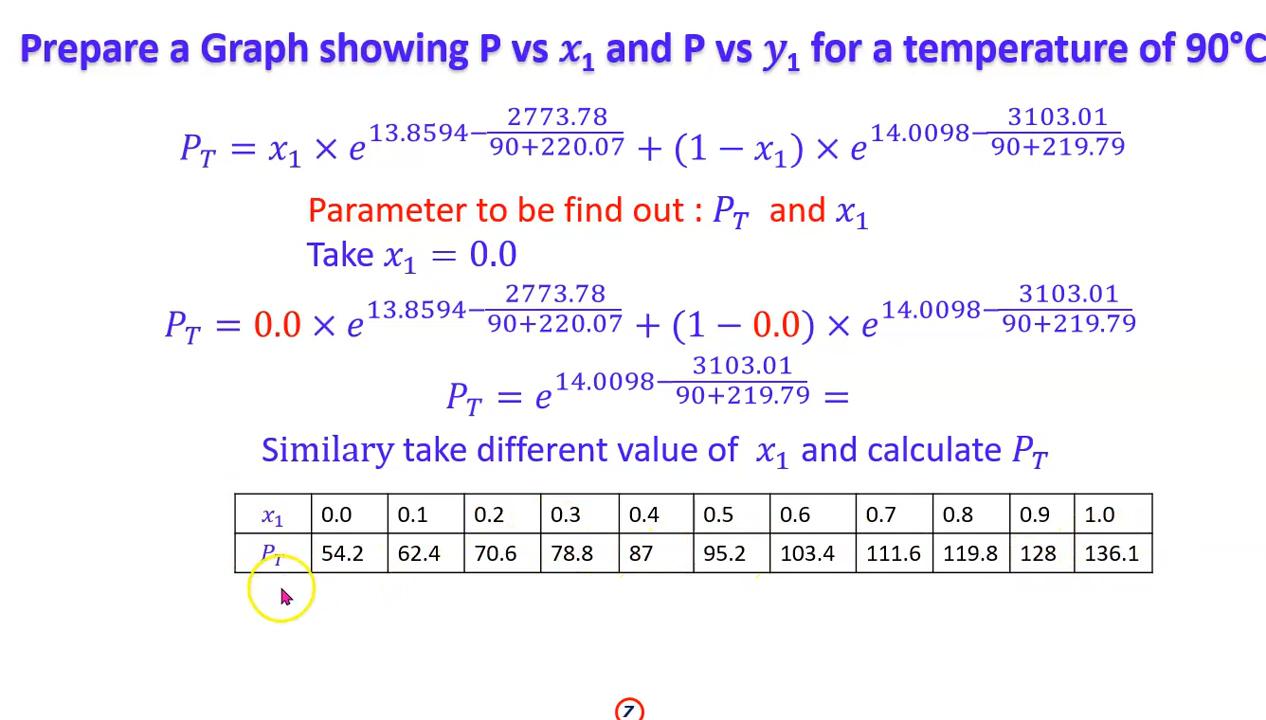 Prepare a Graph showing P vs x₁ and P vs y₁ for a temperature of 90°C
P_T = x₁ × e^(13.8594 − 2773.78/(90+220.07)) + (1 − x₁) × e^(14.0098 − 3103.01/(90+219.79))
Parameter to be find out : P_T and x₁
Take x₁ = 0.0
P_T = 0.0 × e^(13.8594 − 2773.78/(90+220.07)) + (1 − 0.0) × e^(14.0098 − 3103.01/(90+219.79))
P_T = e^(14.0098 − 3103.01/(90+219.79)) =
Similary take different value of x₁ and calculate P_T
x₁ 0.0 0.1 0.2 0.3 0.4 0.5 0.6 0.7 0.8 0.9 1.0
P_T 54.2 62.4 70.6 78.8 87 95.2 103.4 111.6 119.8 128 136.1
7